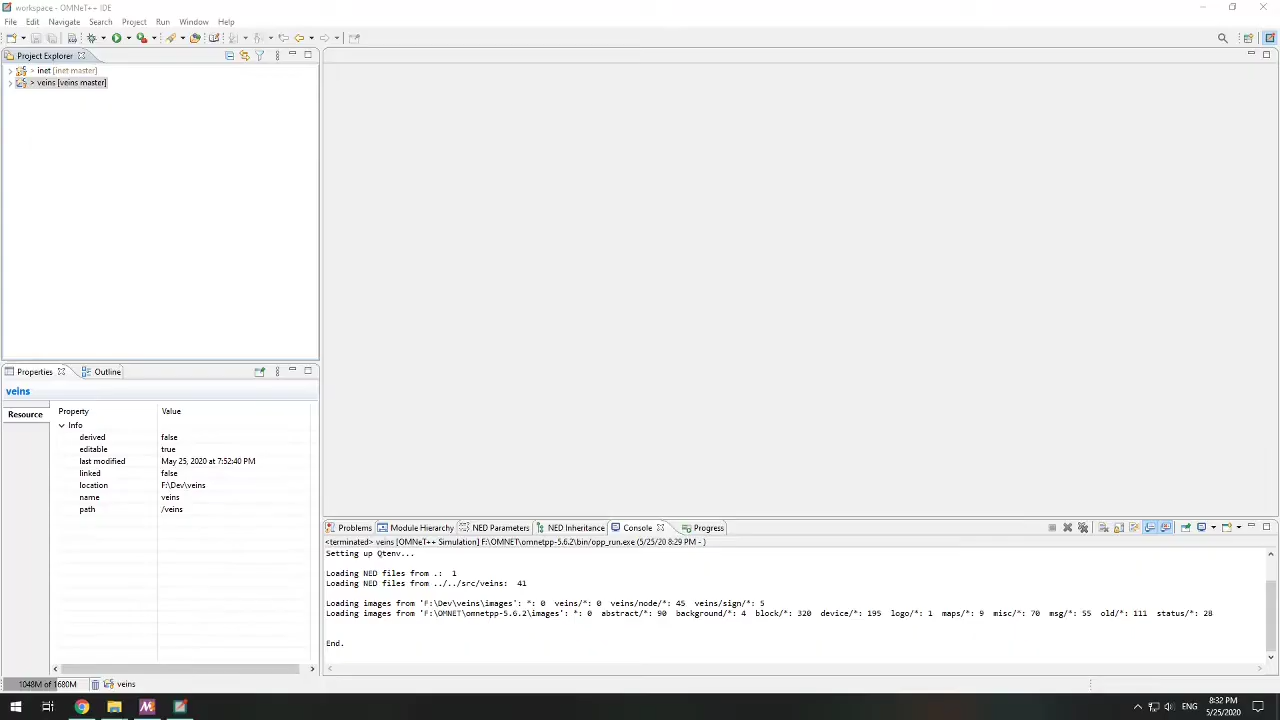 workspace - OMNeT++ IDE
File Edit Navigate Search Project Run Window Help
Project Explorer
> inet [inet master]
> veins [veins master]
Properties Outline
veins
Resource
Property Value
Info
derived false
editable true
last modified May 25, 2020 at 7:52:40 PM
linked false
location F:\Dev\veins
name veins
path /veins
Problems Module Hierarchy NED Parameters NED Inheritance Console Progress
<terminated> veins [OMNeT++ Simulation] F:\OMNET\omnetpp-5.6.2\bin/opp_run.exe (5/25/20 8:29 PM - )
Setting up Qtenv...
Loading NED files from .: 1
Loading NED files from ../../src/veins: 41
Loading images from 'F:\Dev\veins\images': *: 0 veins/*: 0 veins/node/*: 45 veins/sign/*: 5
Loading images from 'F:\OMNET\omnetpp-5.6.2\images': *: 0 abstract/*: 90 background/*: 4 block/*: 320 device/*: 195 logo/*: 1 maps/*: 9 misc/*: 70 msg/*: 55 old/*: 111 status/*: 28
End.
1048M of 1680M veins
ENG
8:32 PM
5/25/2020